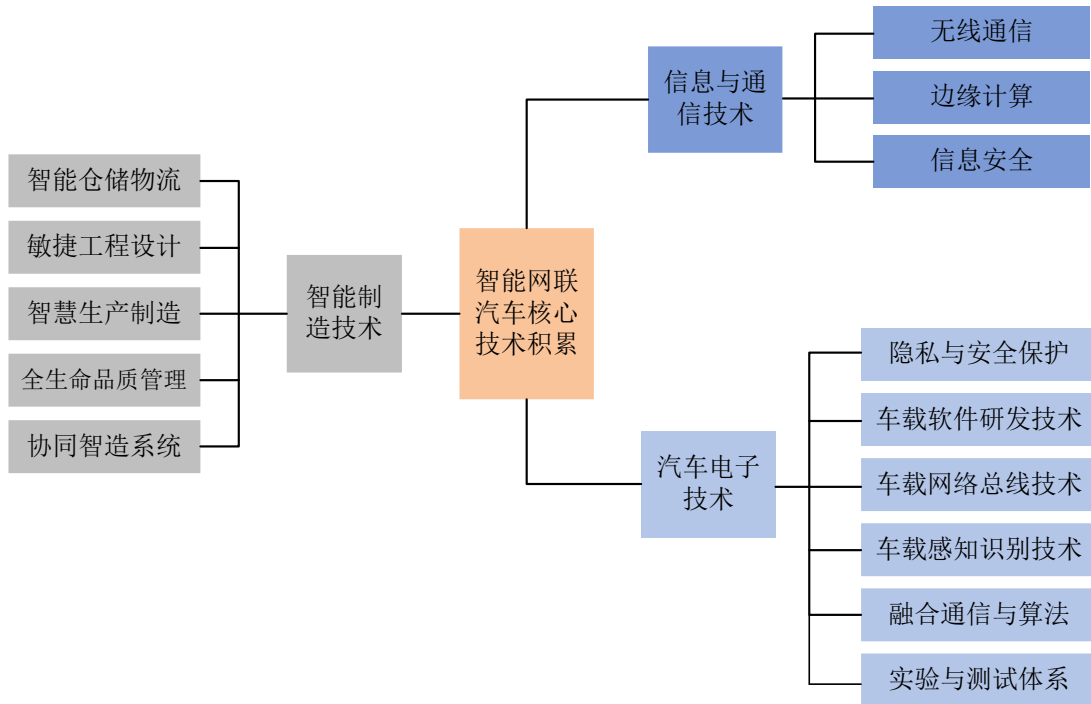 无线通信
信息与通
信技术
边缘计算
信息安全
智能仓储物流
敏捷工程设计
智慧生产制造
全生命品质管理
协同智造系统
智能制
造技术
智能网联
汽车核心
技术积累
隐私与安全保护
车载软件研发技术
汽车电子
技术
车载网络总线技术
车载感知识别技术
融合通信与算法
实验与测试体系